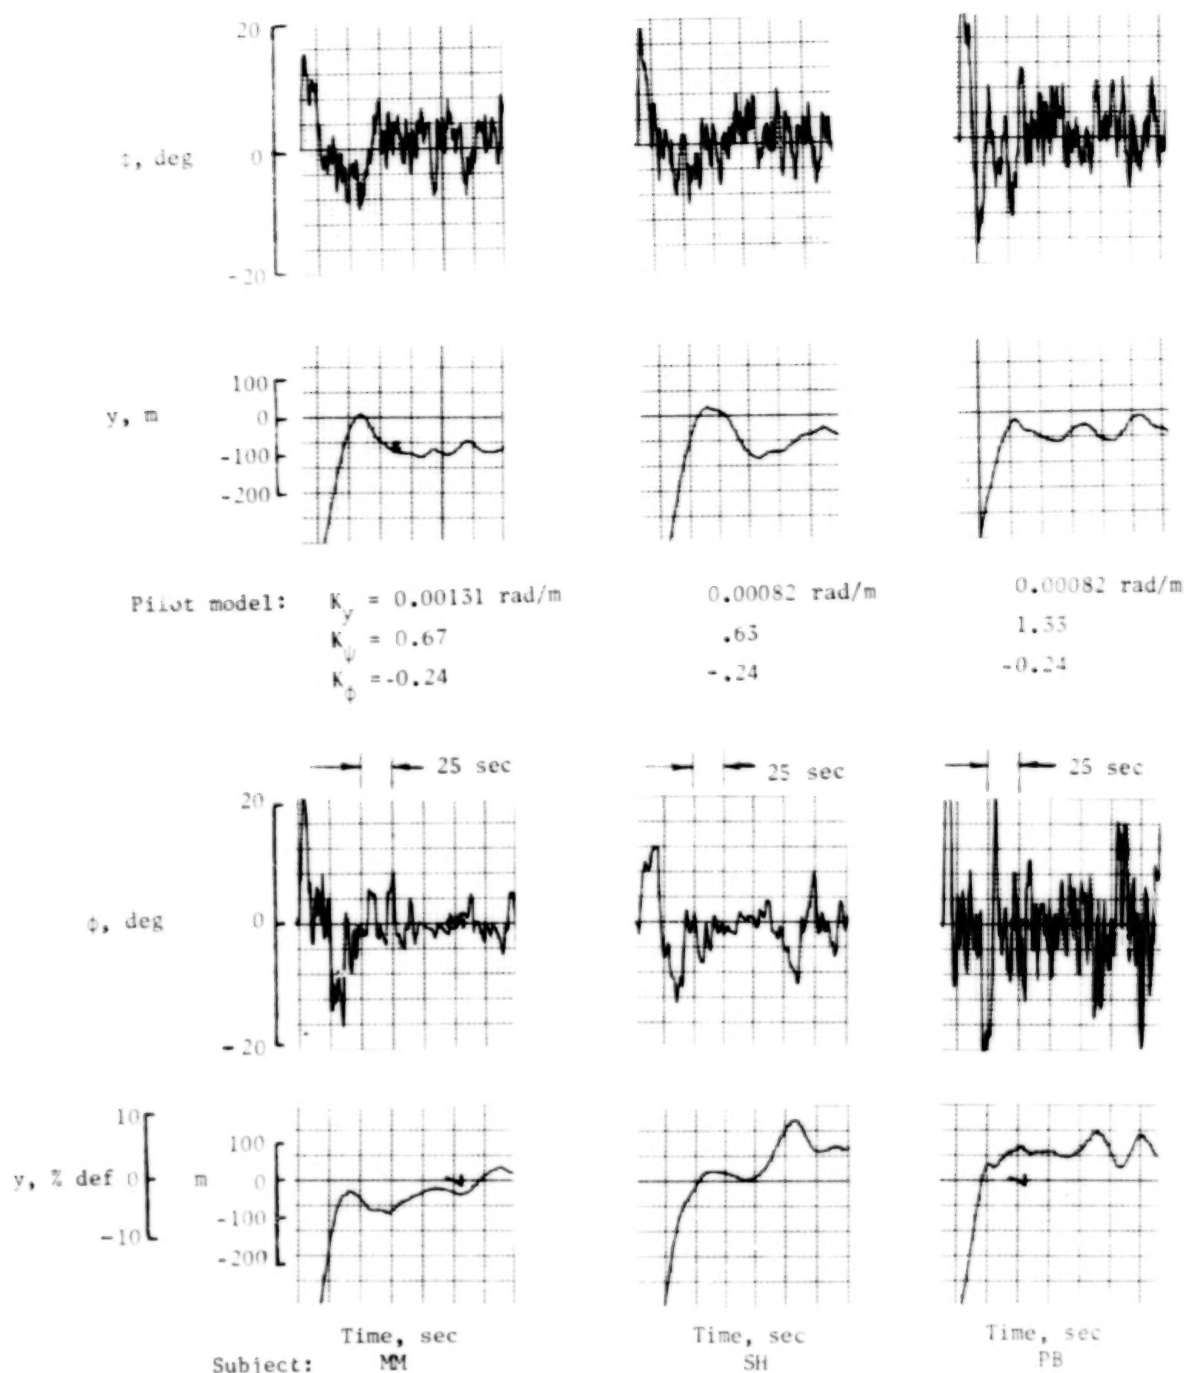 20
ϕ, deg
0
-20
100
y, m
0
-100
-200
Pilot model: K_y = 0.00131 rad/m 0.00082 rad/m 0.00082 rad/m
K_ψ = 0.67 .63 1.33
K_ϕ =-0.24 -.24 -0.24
25 sec 25 sec 25 sec
20
ϕ, deg
0
-20
10
100
y, % def 0 m 0
-10
-100
-200
Time, sec Time, sec Time, sec
Subject: MM SH PB